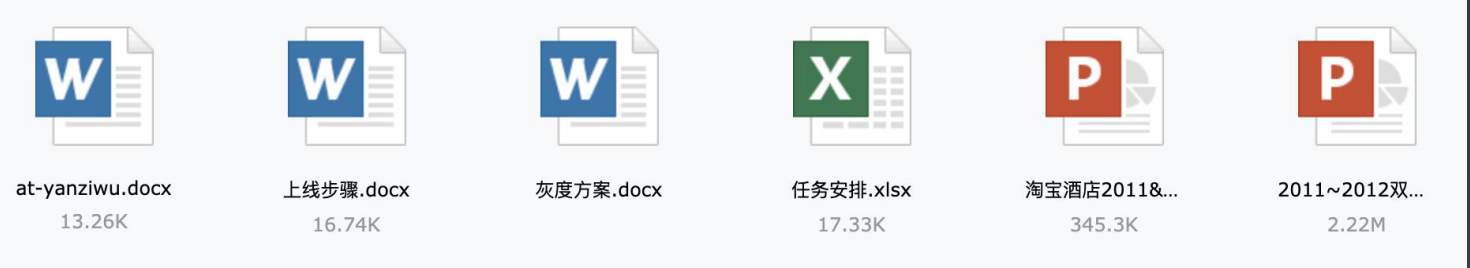 W
W
W
X
P
P
at-yanziwu.docx
上线步骤.docx
灰度方案.docx
任务安排.xlsx
淘宝酒店2011&...
2011~2012双...
13.26K
16.74K
17.33K
345.3K
2.22M